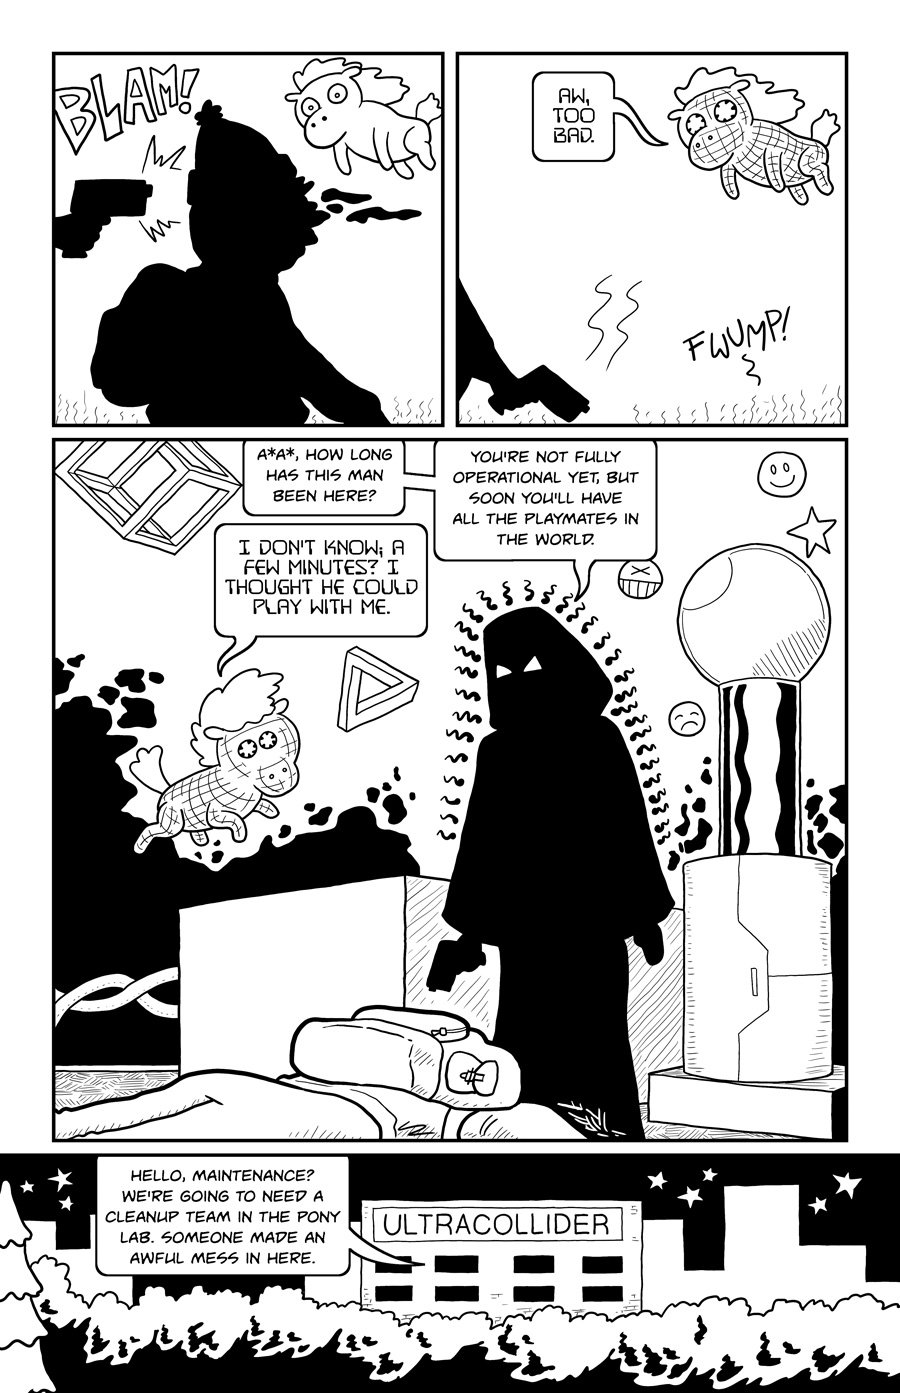 BLAM!
AW,
TOO
BAD.
FWUMP!
A*A*, HOW LONG
HAS THIS MAN
BEEN HERE?
YOU'RE NOT FULLY
OPERATIONAL YET, BUT
SOON YOU'LL HAVE
ALL THE PLAYMATES IN
THE WORLD.
I DON'T KNOW; A
FEW MINUTES? I
THOUGHT HE COULD
PLAY WITH ME.
HELLO, MAINTENANCE?
WE'RE GOING TO NEED A
CLEANUP TEAM IN THE PONY
LAB. SOMEONE MADE AN
AWFUL MESS IN HERE.
ULTRACOLLIDER